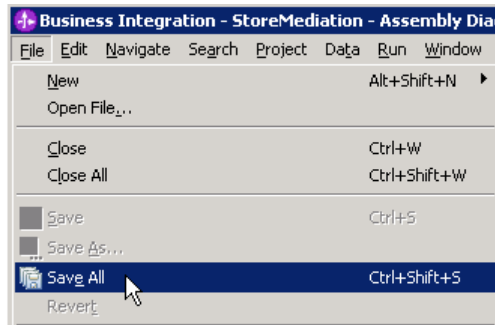 Business Integration - StoreMediation - Assembly Dia
File Edit Navigate Search Project Data Run Window
New Alt+Shift+N
Open File...
Close Ctrl+W
Close All Ctrl+Shift+W
Save Ctrl+S
Save As...
Save All Ctrl+Shift+S
Revert